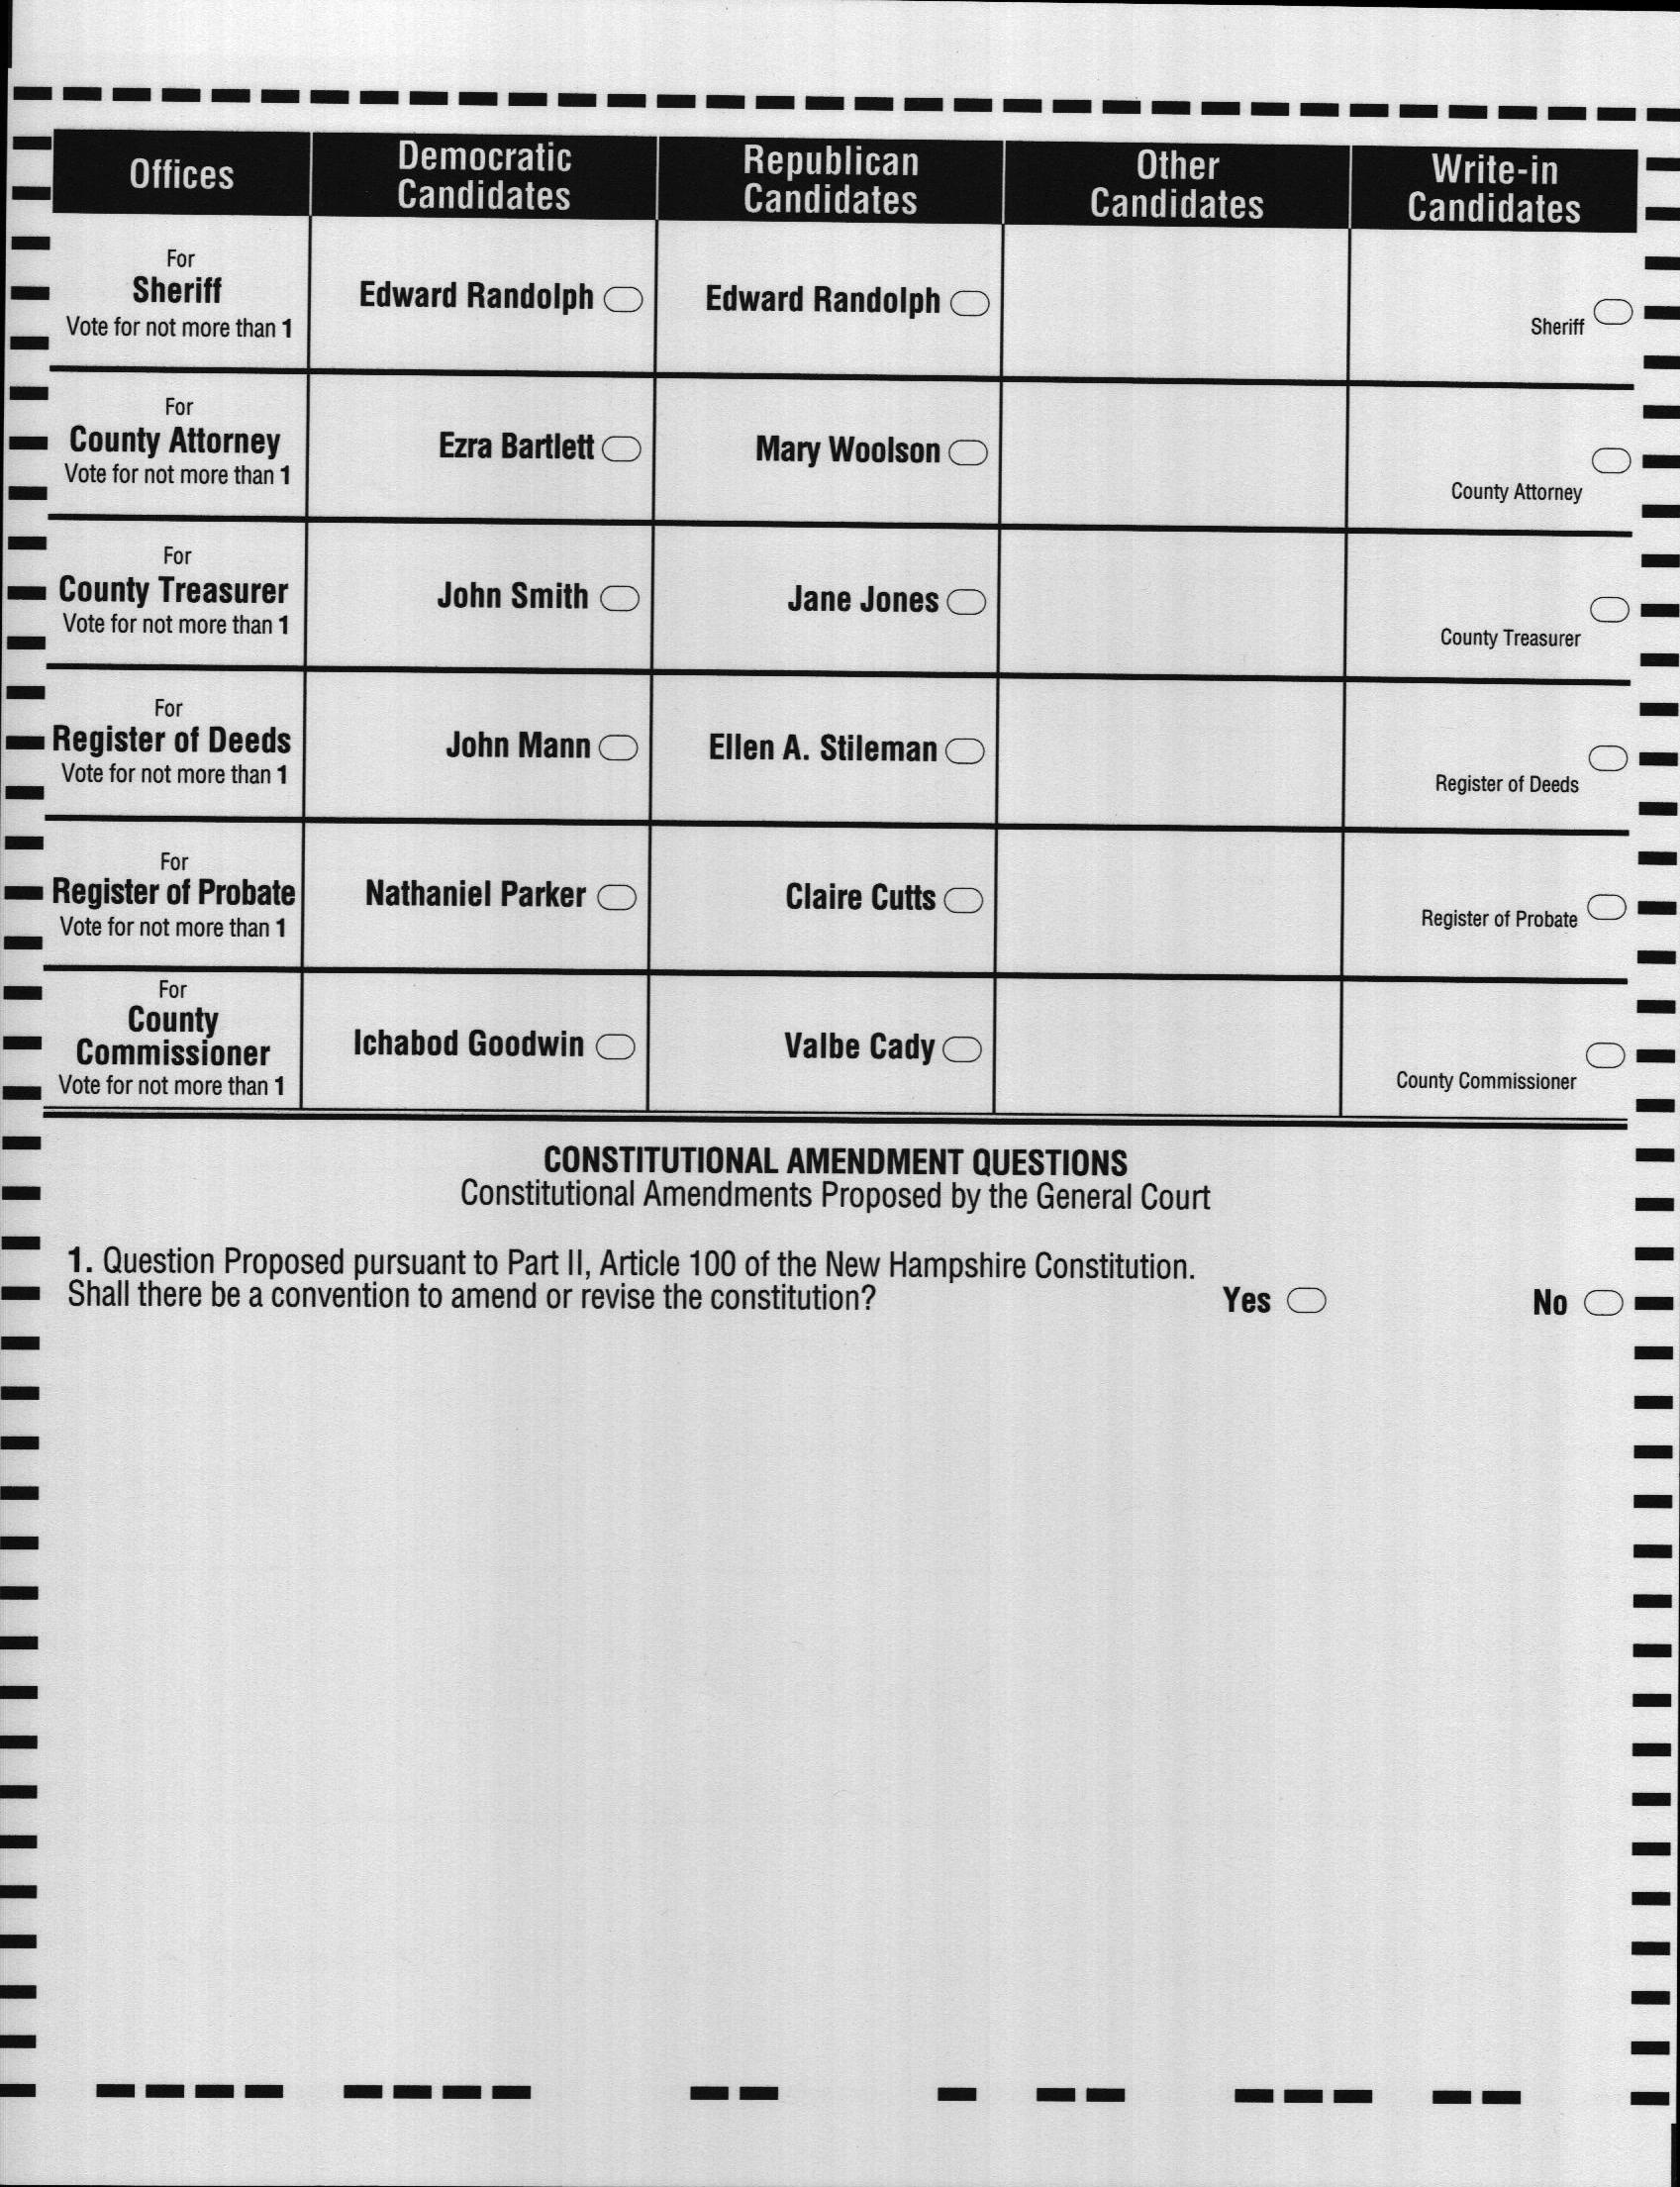 Offices
Democratic
Candidates
Republican
Candidates
Other
Candidates
Write-in
Candidates
For
Sheriff
Vote for not more than 1
Edward Randolph
Edward Randolph
Sheriff
For
County Attorney
Vote for not more than 1
Ezra Bartlett
Mary Woolson
County Attorney
For
County Treasurer
Vote for not more than 1
John Smith
Jane Jones
County Treasurer
For
Register of Deeds
Vote for not more than 1
John Mann
Ellen A. Stileman
Register of Deeds
For
Register of Probate
Vote for not more than 1
Nathaniel Parker
Claire Cutts
Register of Probate
For
County
Commissioner
Vote for not more than 1
Ichabod Goodwin
Valbe Cady
County Commissioner
CONSTITUTIONAL AMENDMENT QUESTIONS
Constitutional Amendments Proposed by the General Court
1. Question Proposed pursuant to Part II, Article 100 of the New Hampshire Constitution.
Shall there be a convention to amend or revise the constitution?
Yes
No